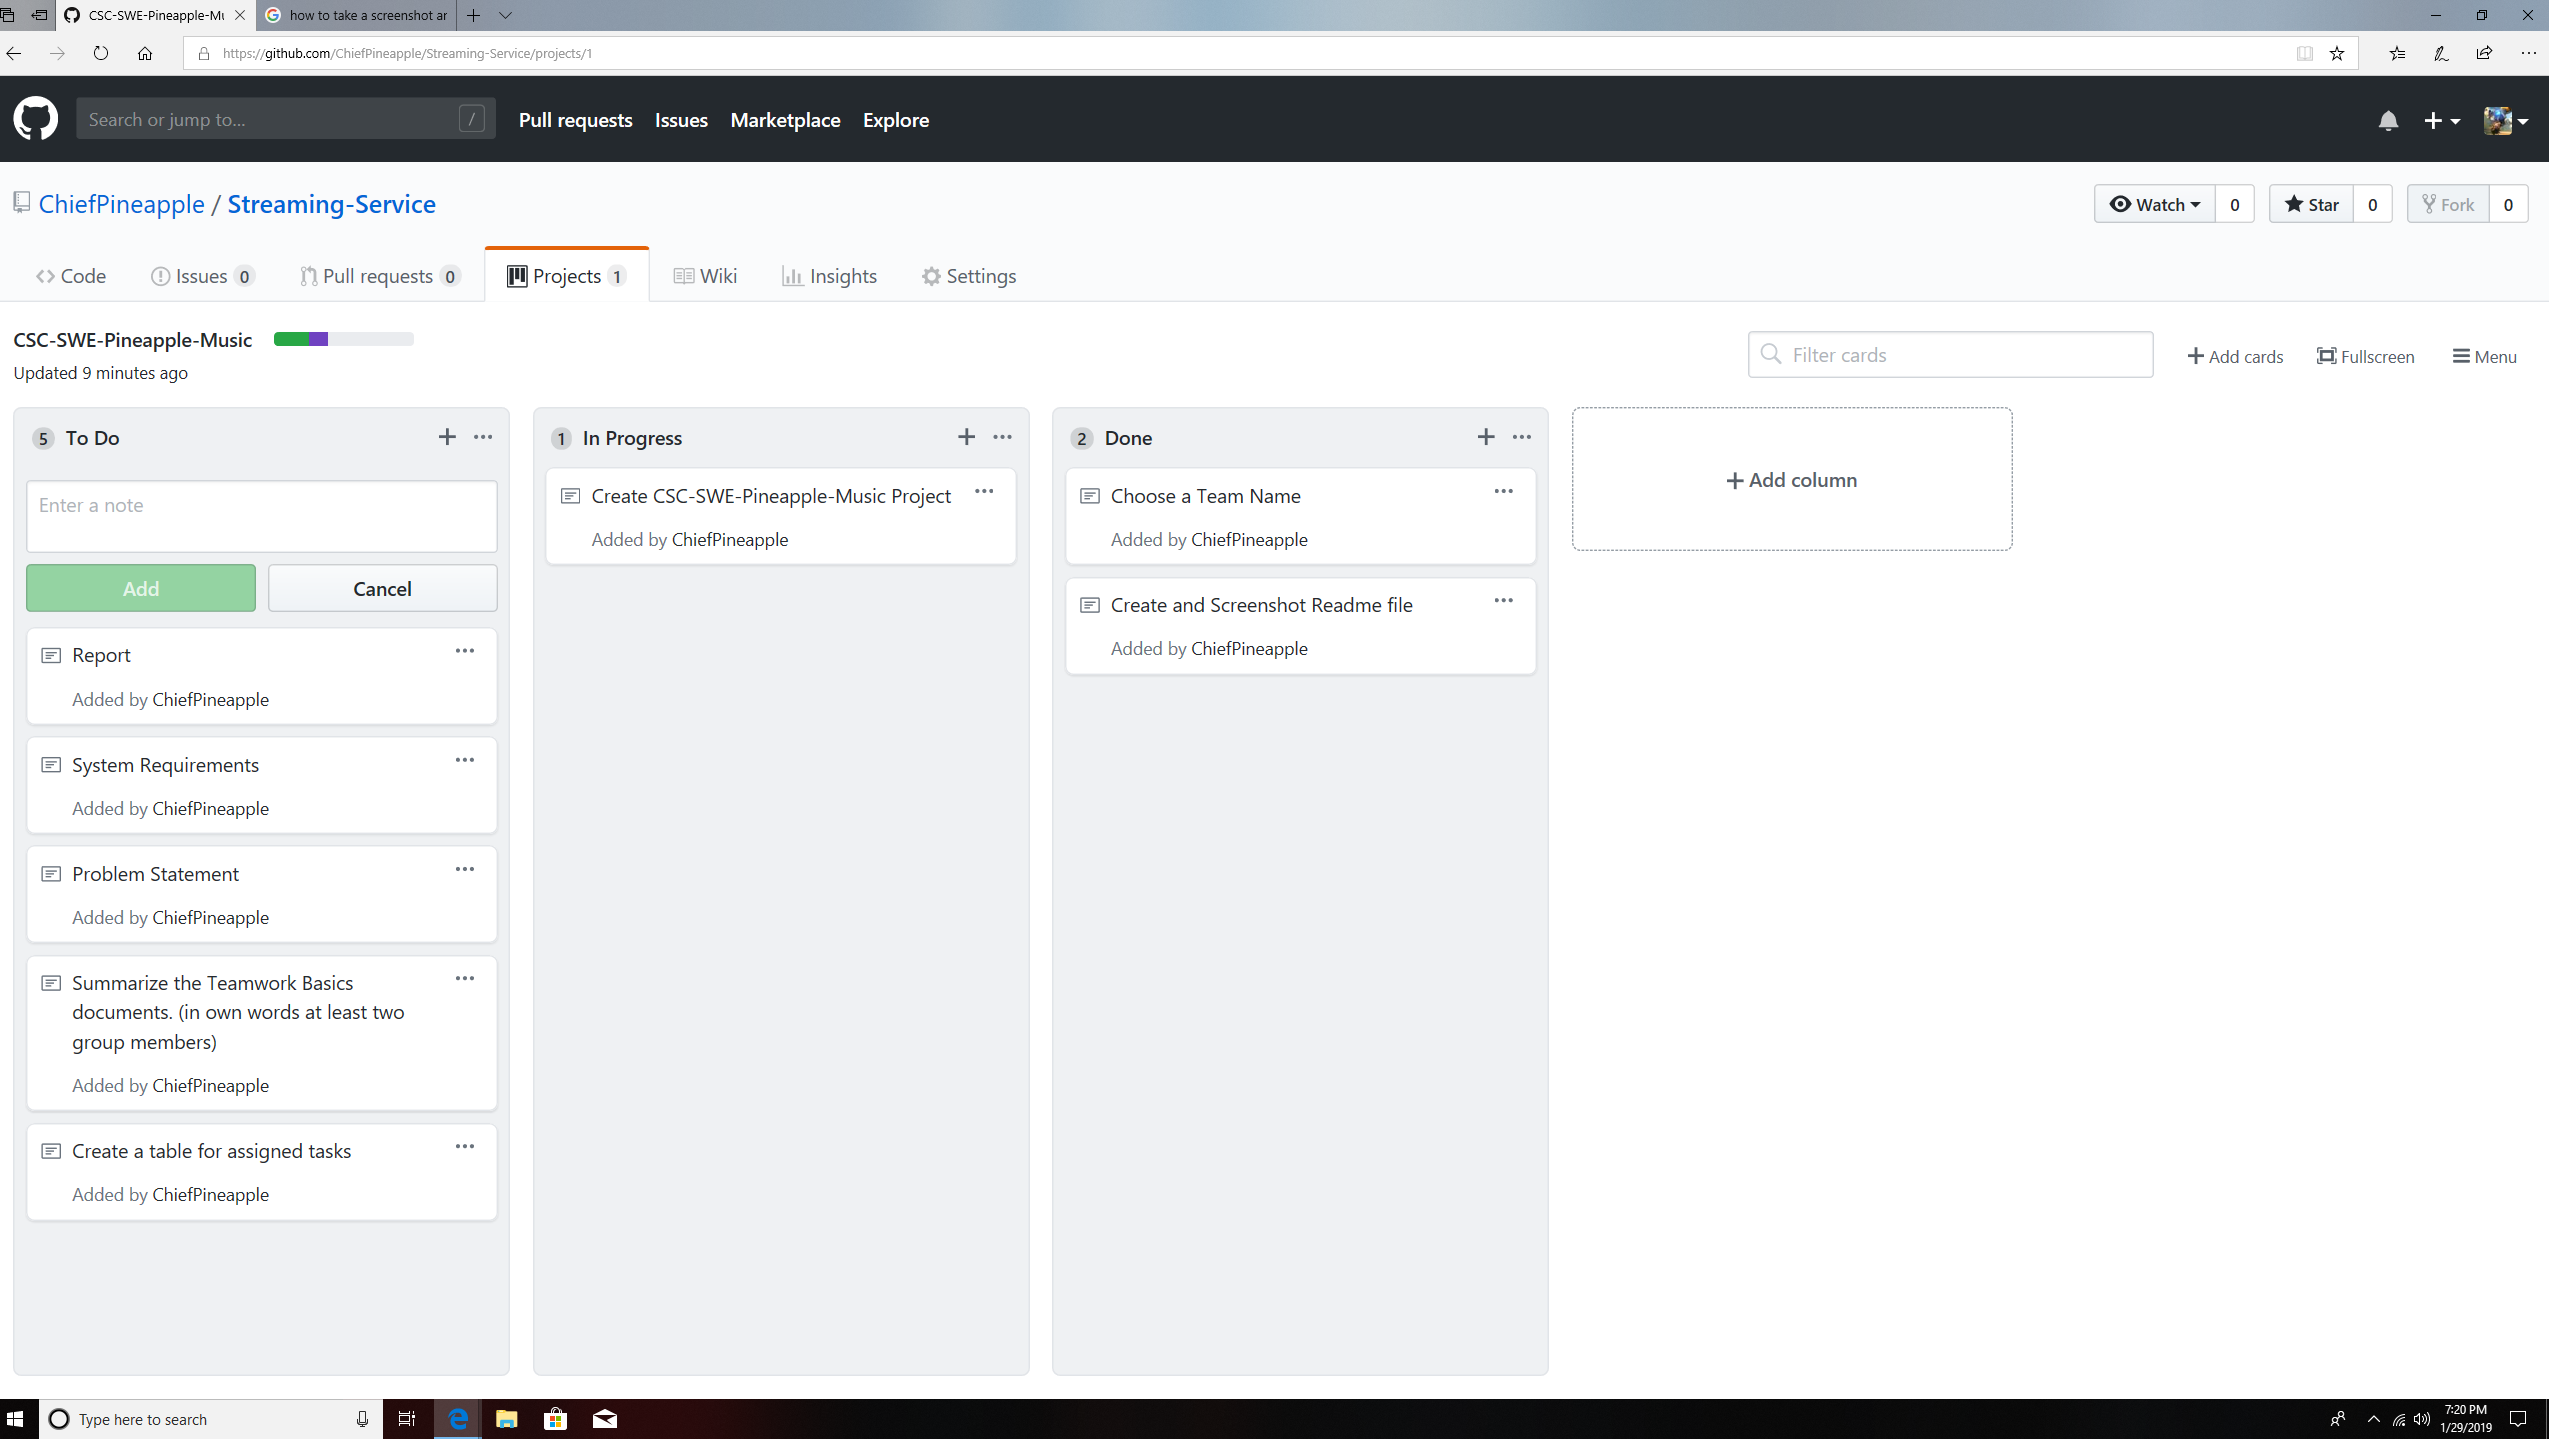 CSC-SWE-Pineapple-Mu
how to take a screenshot ar
https://github.com/ChiefPineapple/Streaming-Service/projects/1
Search or jump to...
/
Pull requests Issues Marketplace Explore
ChiefPineapple / Streaming-Service
Watch 0 Star 0 Fork 0
Code Issues 0 Pull requests 0 Projects 1 Wiki Insights Settings
CSC-SWE-Pineapple-Music
Updated 9 minutes ago
Filter cards
Add cards Fullscreen Menu
5 To Do
Enter a note
Add Cancel
Report
Added by ChiefPineapple
System Requirements
Added by ChiefPineapple
Problem Statement
Added by ChiefPineapple
Summarize the Teamwork Basics
documents. (in own words at least two
group members)
Added by ChiefPineapple
Create a table for assigned tasks
Added by ChiefPineapple
1 In Progress
Create CSC-SWE-Pineapple-Music Project
Added by ChiefPineapple
2 Done
Choose a Team Name
Added by ChiefPineapple
Create and Screenshot Readme file
Added by ChiefPineapple
Add column
Type here to search
7:20 PM
1/29/2019